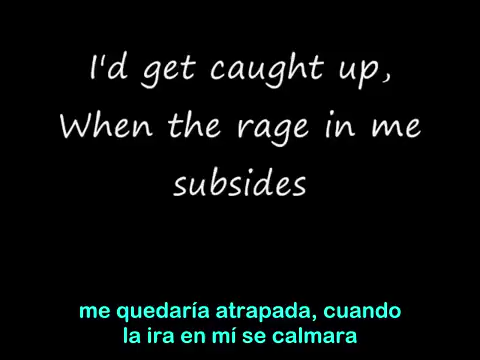 I'd get caught up,
When the rage in me
subsides
me quedaría atrapada, cuando
la ira en mí se calmara